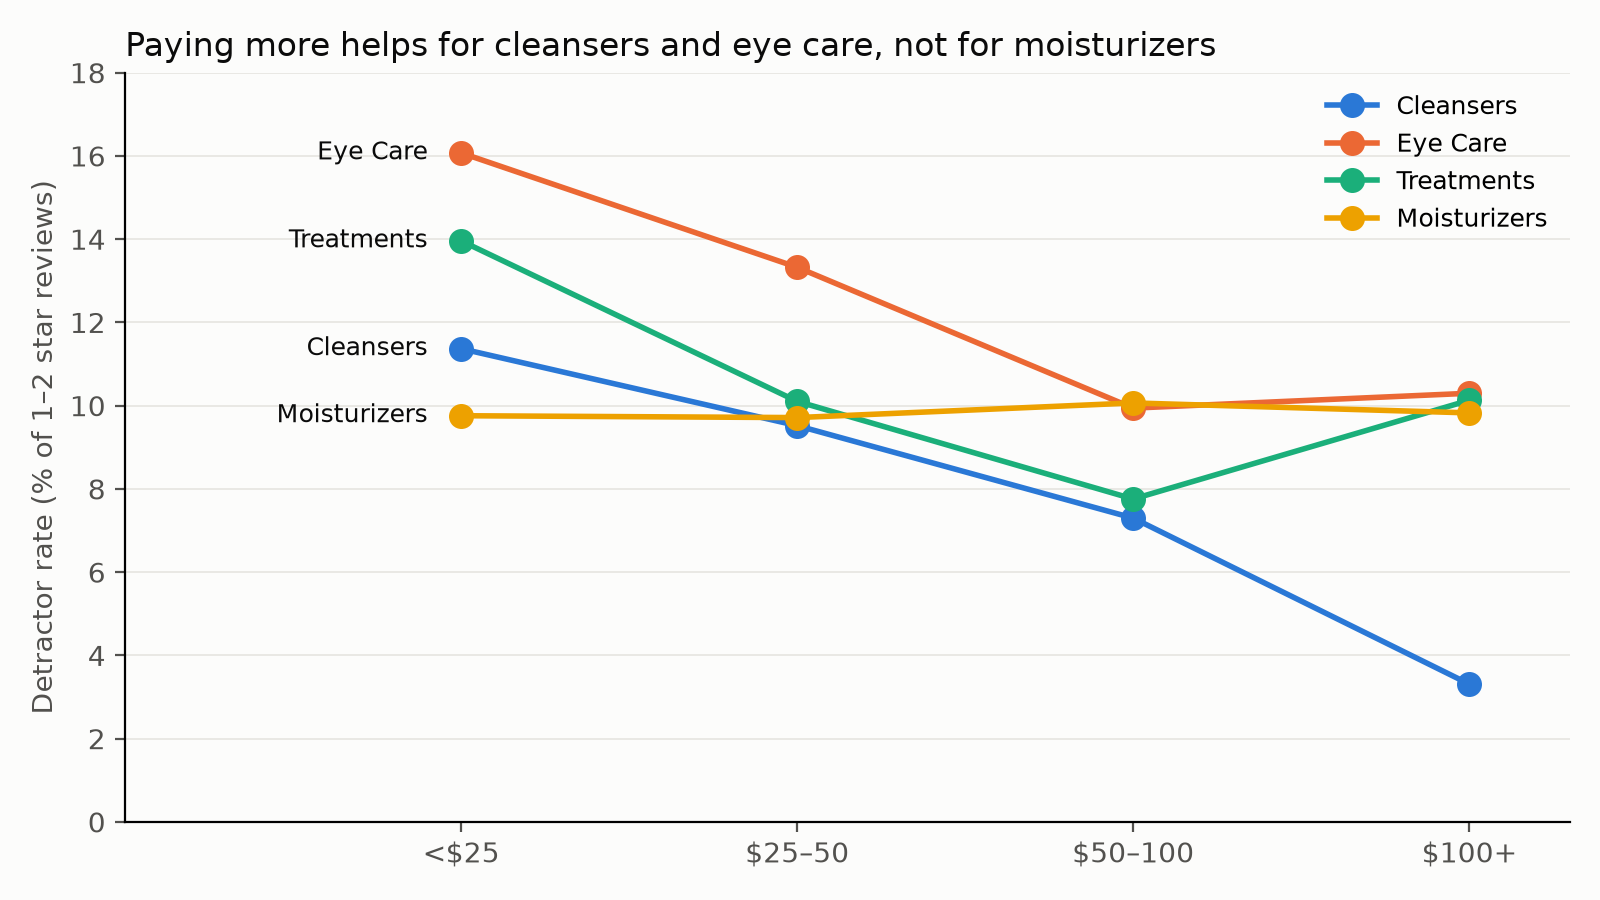 Paying more helps for cleansers and eye care, not for moisturizers
Detractor rate (% of 1–2 star reviews)
18
16
14
12
10
8
6
4
2
0
Eye Care
Treatments
Cleansers
Moisturizers
Cleansers
Eye Care
Treatments
Moisturizers
<$25
$25–50
$50–100
$100+